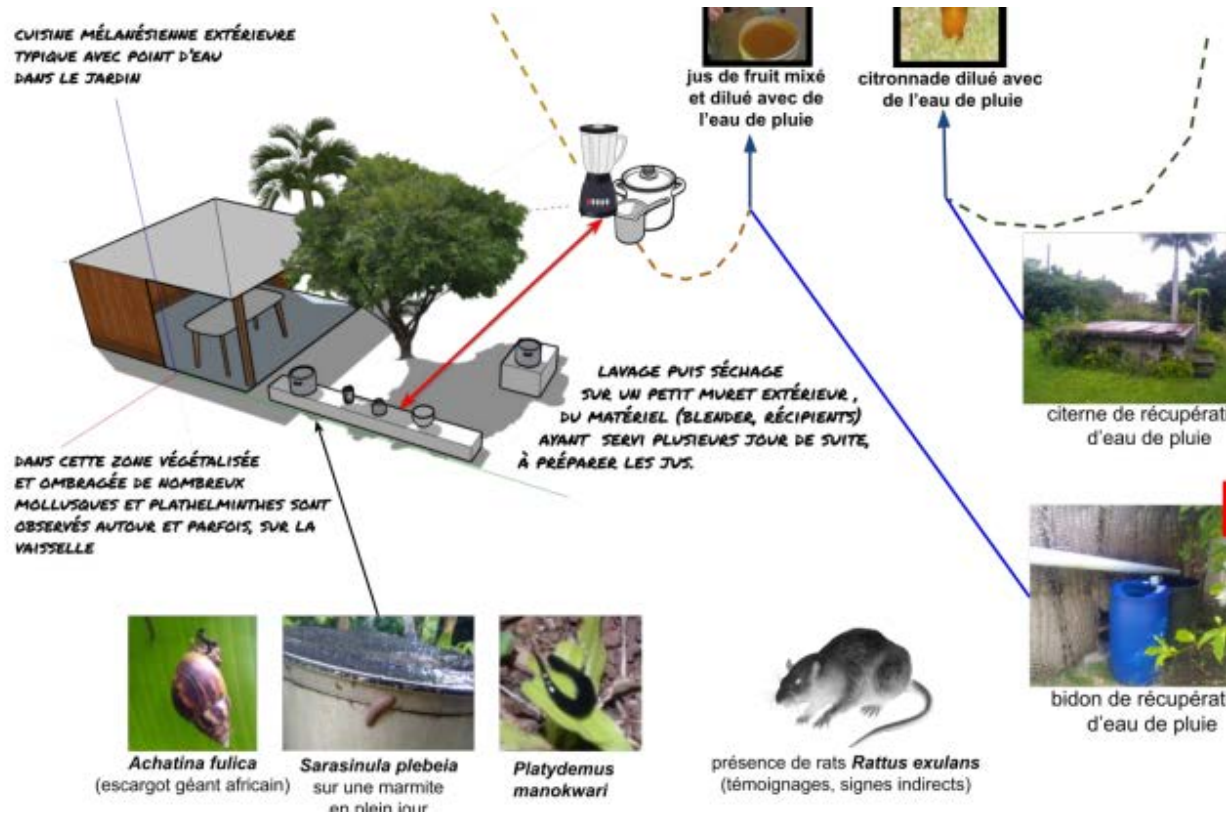 CUISINE MÉLANÉSIENNE EXTÉRIEURE
TYPIQUE AVEC POINT D'EAU
DANS LE JARDIN
jus de fruit mixé
et dilué avec de
l'eau de pluie
citronnade dilué avec
de l'eau de pluie
LAVAGE PUIS SÉCHAGE
SUR UN PETIT MURET EXTÉRIEUR,
DU MATÉRIEL (BLENDER, RÉCIPIENTS)
AYANT SERVI PLUSIEURS JOUR DE SUITE,
À PRÉPARER LES JUS.
citerne de récupérati
d'eau de pluie
DANS CETTE ZONE VÉGÉTALISÉE
ET OMBRAGÉE DE NOMBREUX
MOLLUSQUES ET PLATHELMINTHES SONT
OBSERVÉS AUTOUR ET PARFOIS, SUR LA
VAISSELLE
bidon de récupérat
d'eau de pluie
Achatina fulica
(escargot géant africain)
Sarasinula plebeia
sur une marmite
en plein jour
Platydemus
manokwari
présence de rats Rattus exulans
(témoignages, signes indirects)